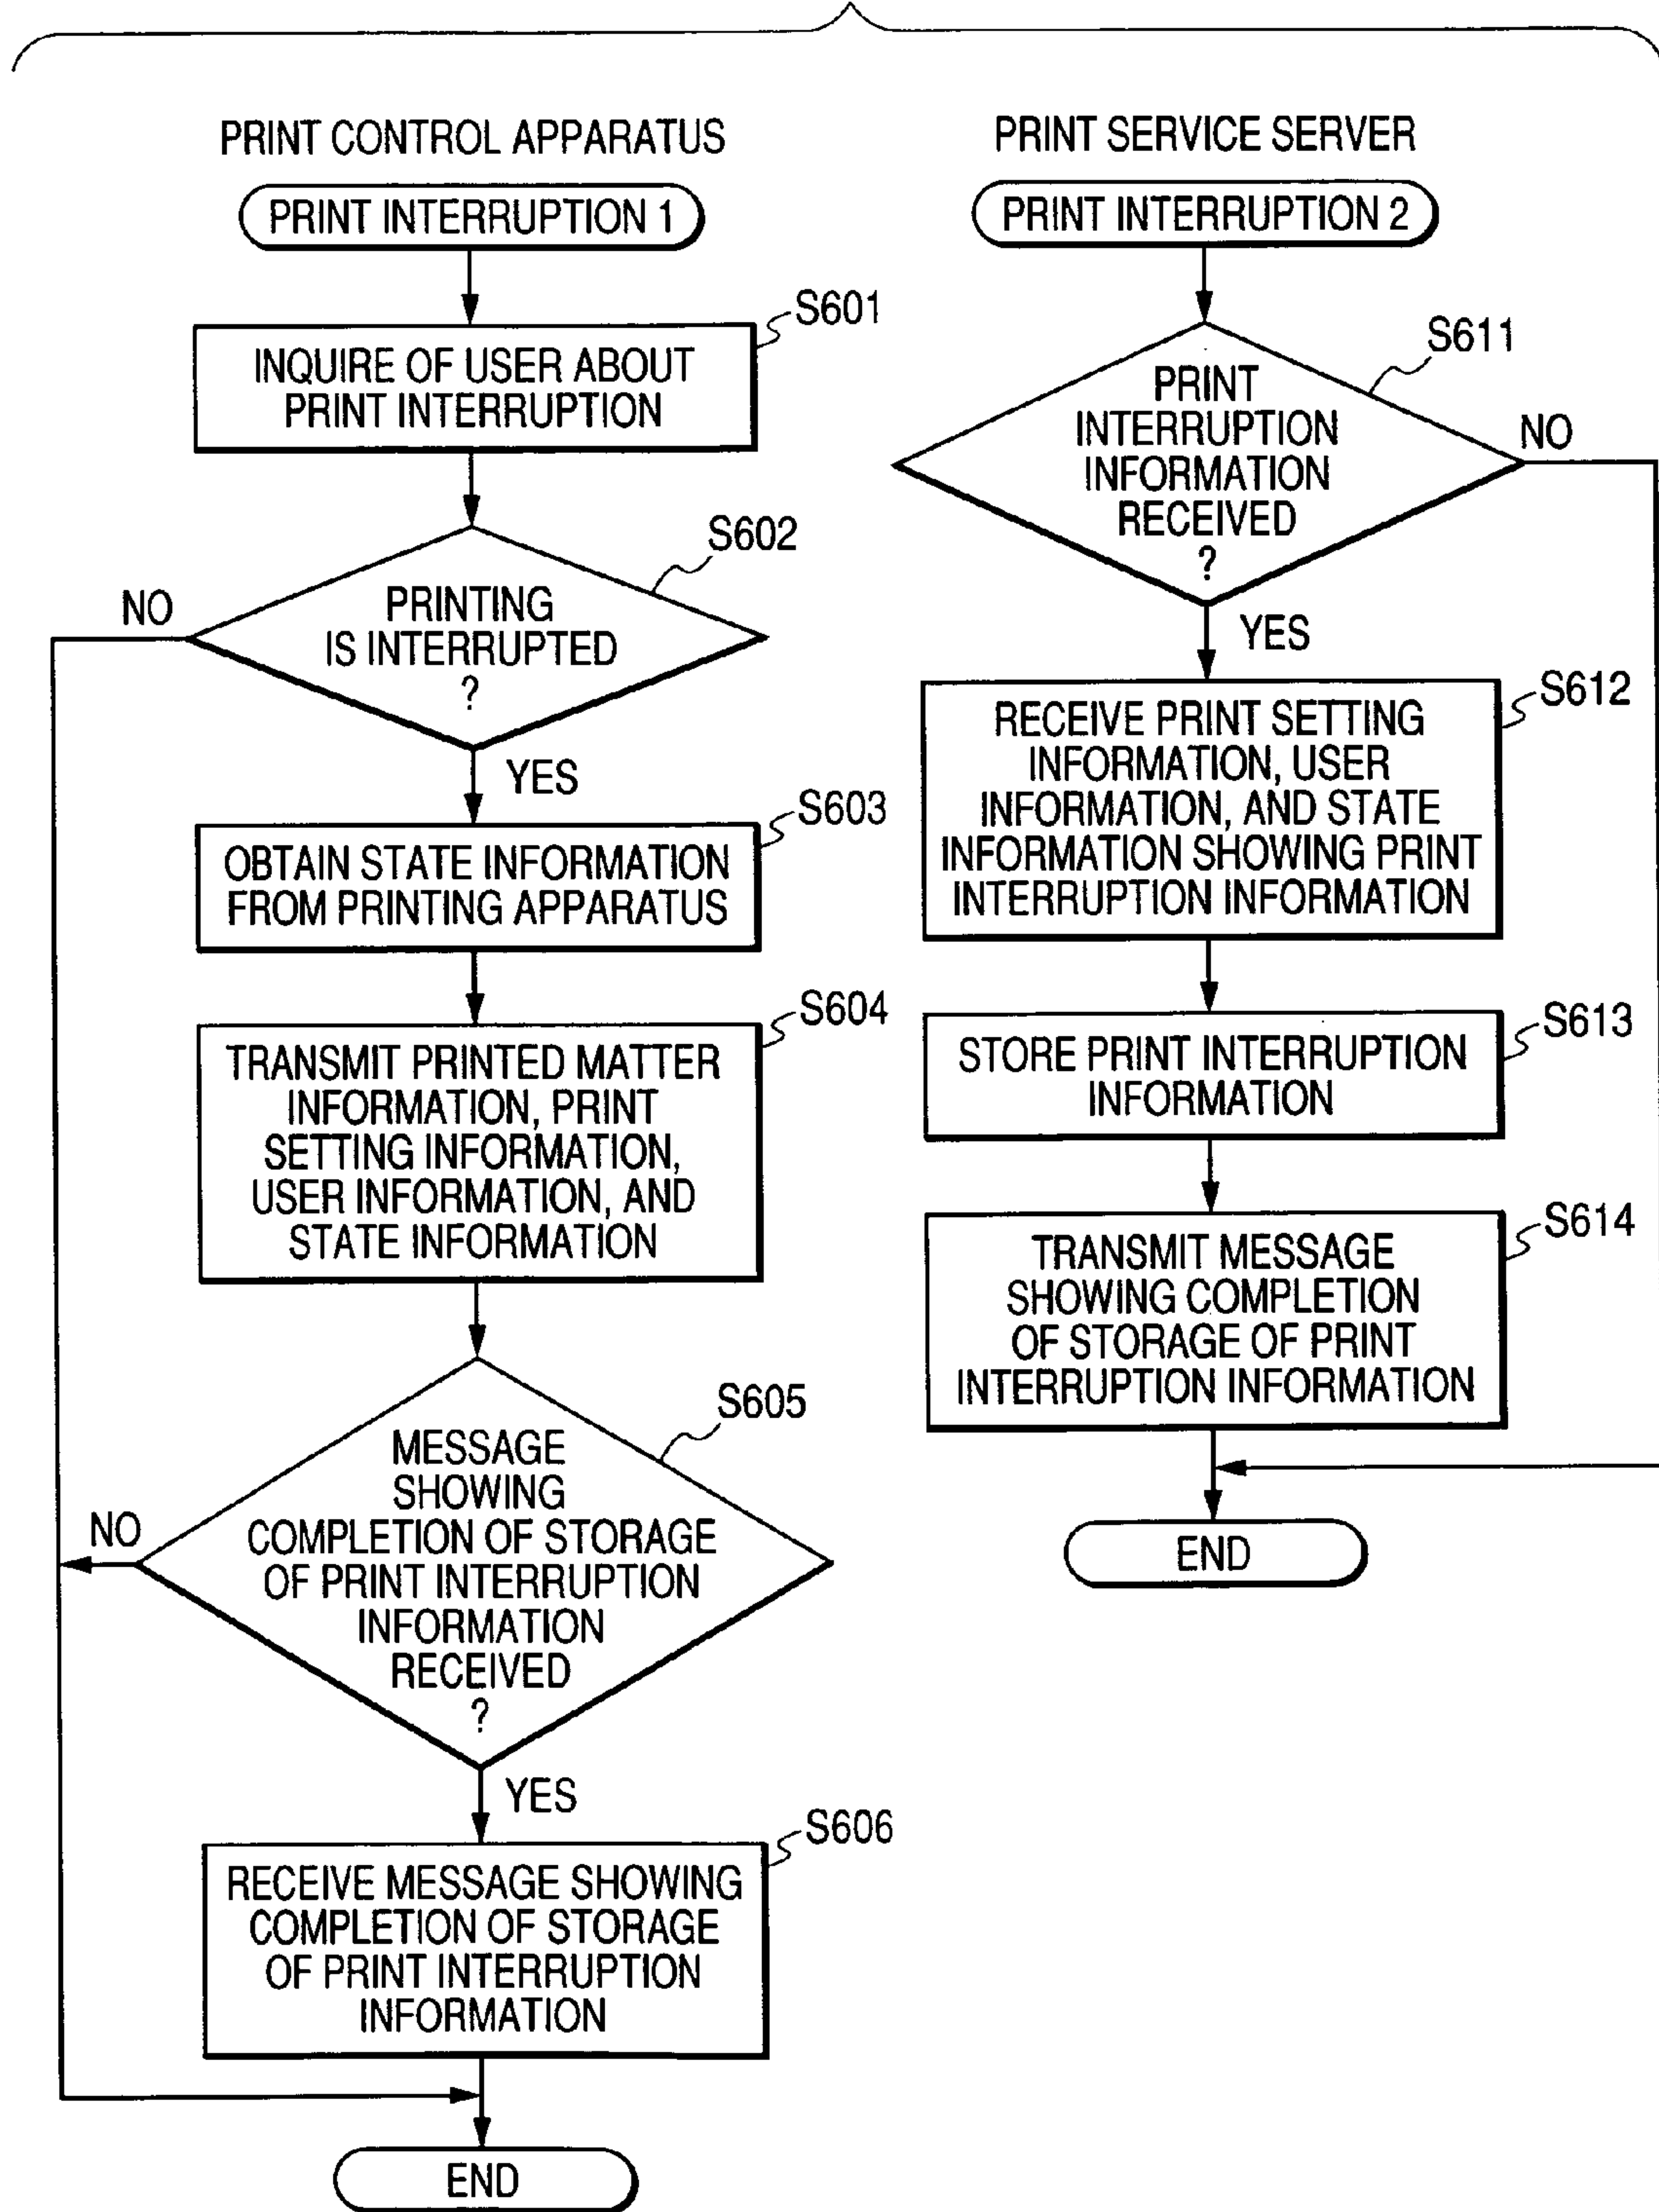 PRINT CONTROL APPARATUS
PRINT INTERRUPTION 1
S601
INQUIRE OF USER ABOUT
PRINT INTERRUPTION
S602
PRINTING
IS INTERRUPTED
?
NO
YES
S603
OBTAIN STATE INFORMATION
FROM PRINTING APPARATUS
S604
TRANSMIT PRINTED MATTER
INFORMATION, PRINT
SETTING INFORMATION,
USER INFORMATION, AND
STATE INFORMATION
S605
MESSAGE
SHOWING
COMPLETION OF STORAGE
OF PRINT INTERRUPTION
INFORMATION
RECEIVED
?
NO
YES
S606
RECEIVE MESSAGE SHOWING
COMPLETION OF STORAGE
OF PRINT INTERRUPTION
INFORMATION
END
PRINT SERVICE SERVER
PRINT INTERRUPTION 2
S611
PRINT
INTERRUPTION
INFORMATION
RECEIVED
?
NO
YES
S612
RECEIVE PRINT SETTING
INFORMATION, USER
INFORMATION, AND STATE
INFORMATION SHOWING PRINT
INTERRUPTION INFORMATION
S613
STORE PRINT INTERRUPTION
INFORMATION
S614
TRANSMIT MESSAGE
SHOWING COMPLETION
OF STORAGE OF PRINT
INTERRUPTION INFORMATION
END